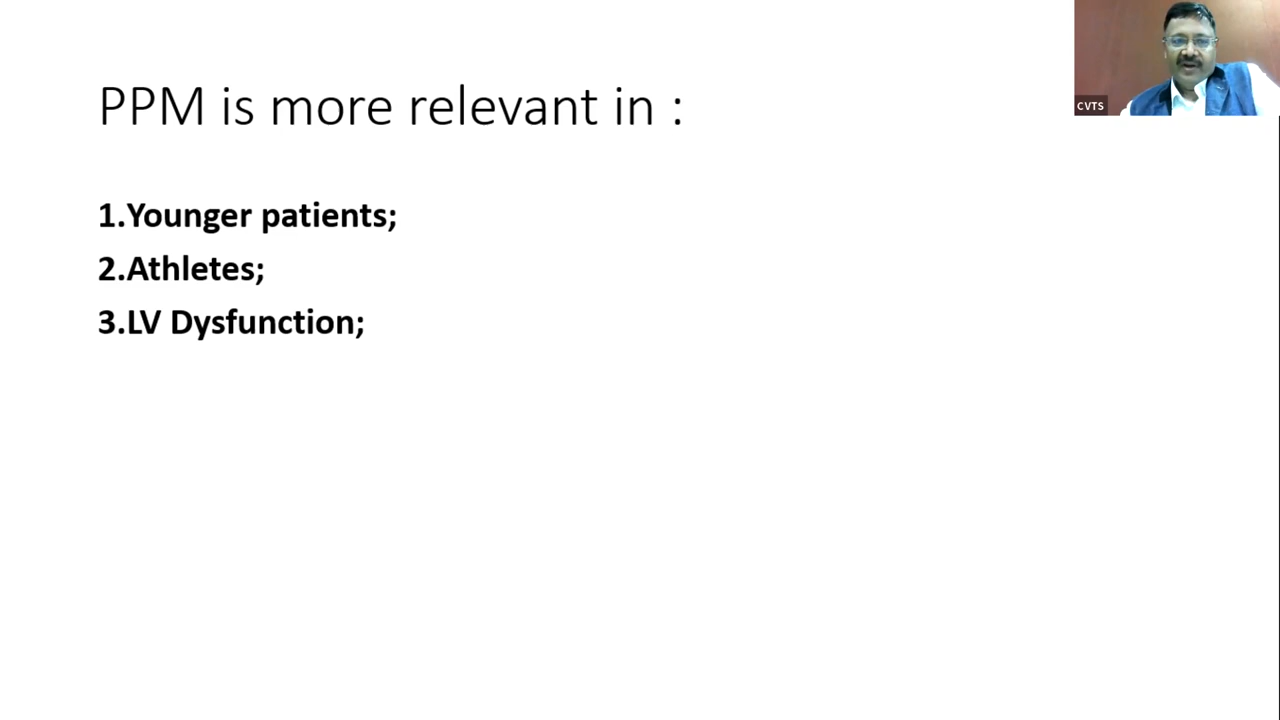 PPM is more relevant in :
CVTS
1.Younger patients;
2.Athletes;
3.LV Dysfunction;